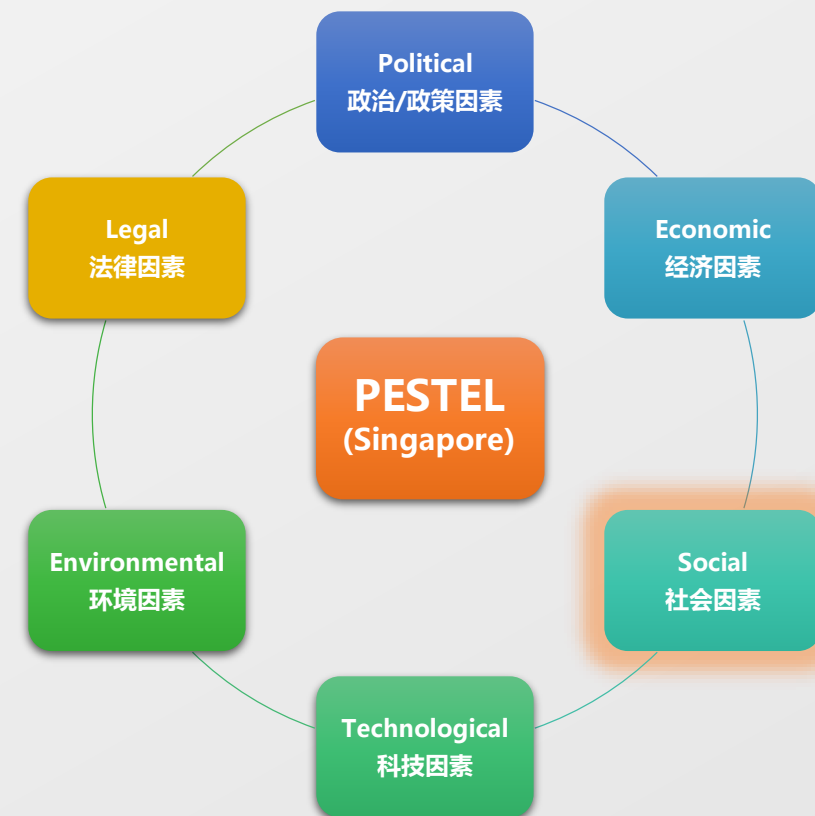 Political
政治/政策因素
Legal
法律因素
Economic
经济因素
PESTEL
(Singapore)
Environmental
环境因素
Social
社会因素
Technological
科技因素